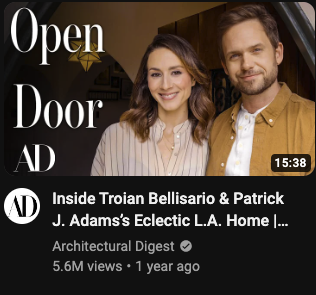 Open
Door
AD
15:38
AD
Inside Troian Bellisario & Patrick
J. Adams's Eclectic L.A. Home |...
Architectural Digest
5.6M views • 1 year ago